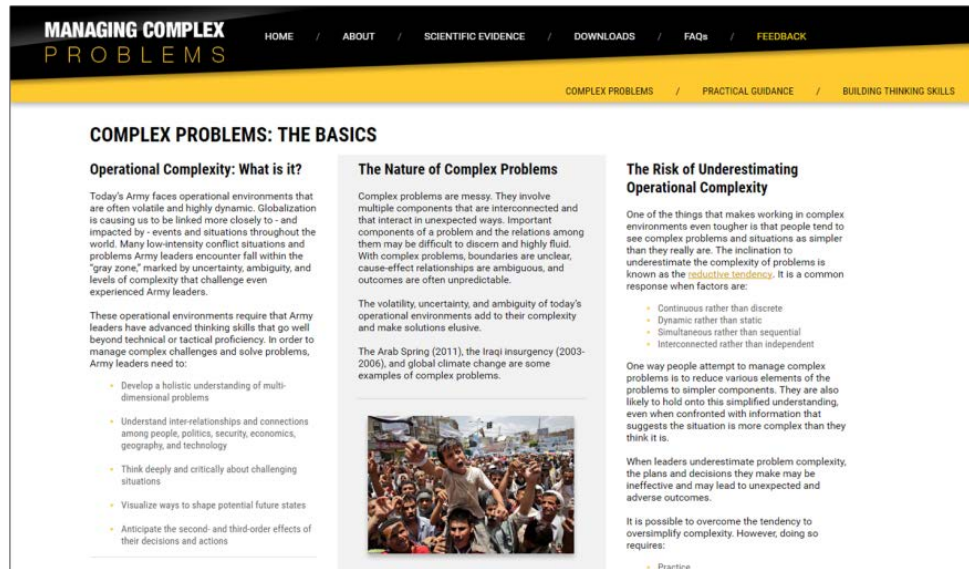 MANAGING COMPLEX
PROBLEMS
HOME / ABOUT / SCIENTIFIC EVIDENCE / DOWNLOADS / FAQs / FEEDBACK
COMPLEX PROBLEMS / PRACTICAL GUIDANCE / BUILDING THINKING SKILLS
COMPLEX PROBLEMS: THE BASICS
Operational Complexity: What is it?
Today's Army faces operational environments that
are often volatile and highly dynamic. Globalization
is causing us to be linked more closely to - and
impacted by - events and situations throughout the
world. Many low-intensity conflict situations and
problems Army leaders encounter fall within the
"gray zone," marked by uncertainty, ambiguity, and
levels of complexity that challenge even
experienced Army leaders.
These operational environments require that Army
leaders have advanced thinking skills that go well
beyond technical or tactical proficiency. In order to
manage complex challenges and solve problems,
Army leaders need to:
Develop a holistic understanding of multi-
dimensional problems
Understand inter-relationships and connections
among people, politics, security, economics,
geography, and technology
Think deeply and critically about challenging
situations
Visualize ways to shape potential future states
Anticipate the second- and third-order effects of
their decisions and actions
The Nature of Complex Problems
Complex problems are messy. They involve
multiple components that are interconnected and
that interact in unexpected ways. Important
components of a problem and the relations among
them may be difficult to discern and highly fluid.
With complex problems, boundaries are unclear,
cause-effect relationships are ambiguous, and
outcomes are often unpredictable.
The volatility, uncertainty, and ambiguity of today's
operational environments add to their complexity
and make solutions elusive.
The Arab Spring (2011), the Iraqi insurgency (2003-
2006), and global climate change are some
examples of complex problems.
The Risk of Underestimating
Operational Complexity
One of the things that makes working in complex
environments even tougher is that people tend to
see complex problems and situations as simpler
than they really are. The inclination to
underestimate the complexity of problems is
known as the reductive tendency. It is a common
response when factors are:
Continuous rather than discrete
Dynamic rather than static
Simultaneous rather than sequential
Interconnected rather than independent
One way people attempt to manage complex
problems is to reduce various elements of the
problems to simpler components. They are also
likely to hold onto this simplified understanding,
even when confronted with information that
suggests the situation is more complex than they
think it is.
When leaders underestimate problem complexity,
the plans and decisions they make may be
ineffective and may lead to unexpected and
adverse outcomes.
It is possible to overcome the tendency to
oversimplify complexity. However, doing so
requires:
Practice